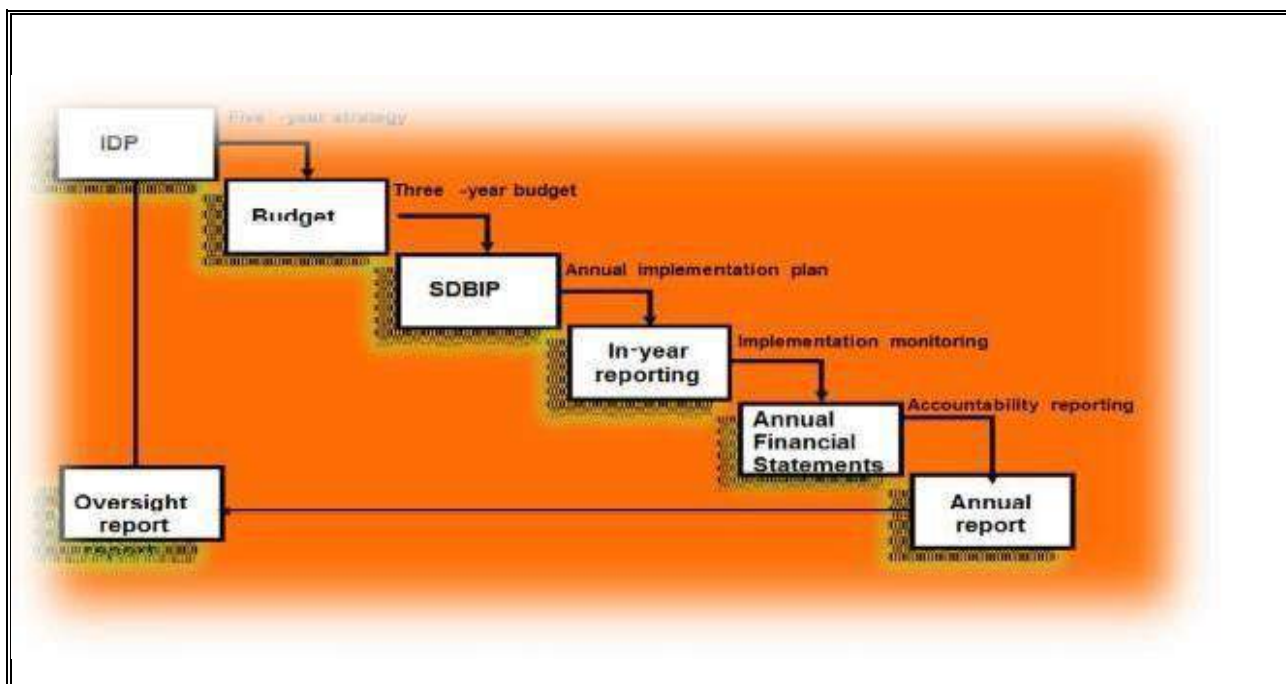 Five -year strategy
IDP
Three -year budget
Budget
Annual implementation plan
SDBIP
Implementation monitoring
In-year
reporting
Accountability reporting
Annual
Financial
Statements
Annual
report
Oversight
report
report